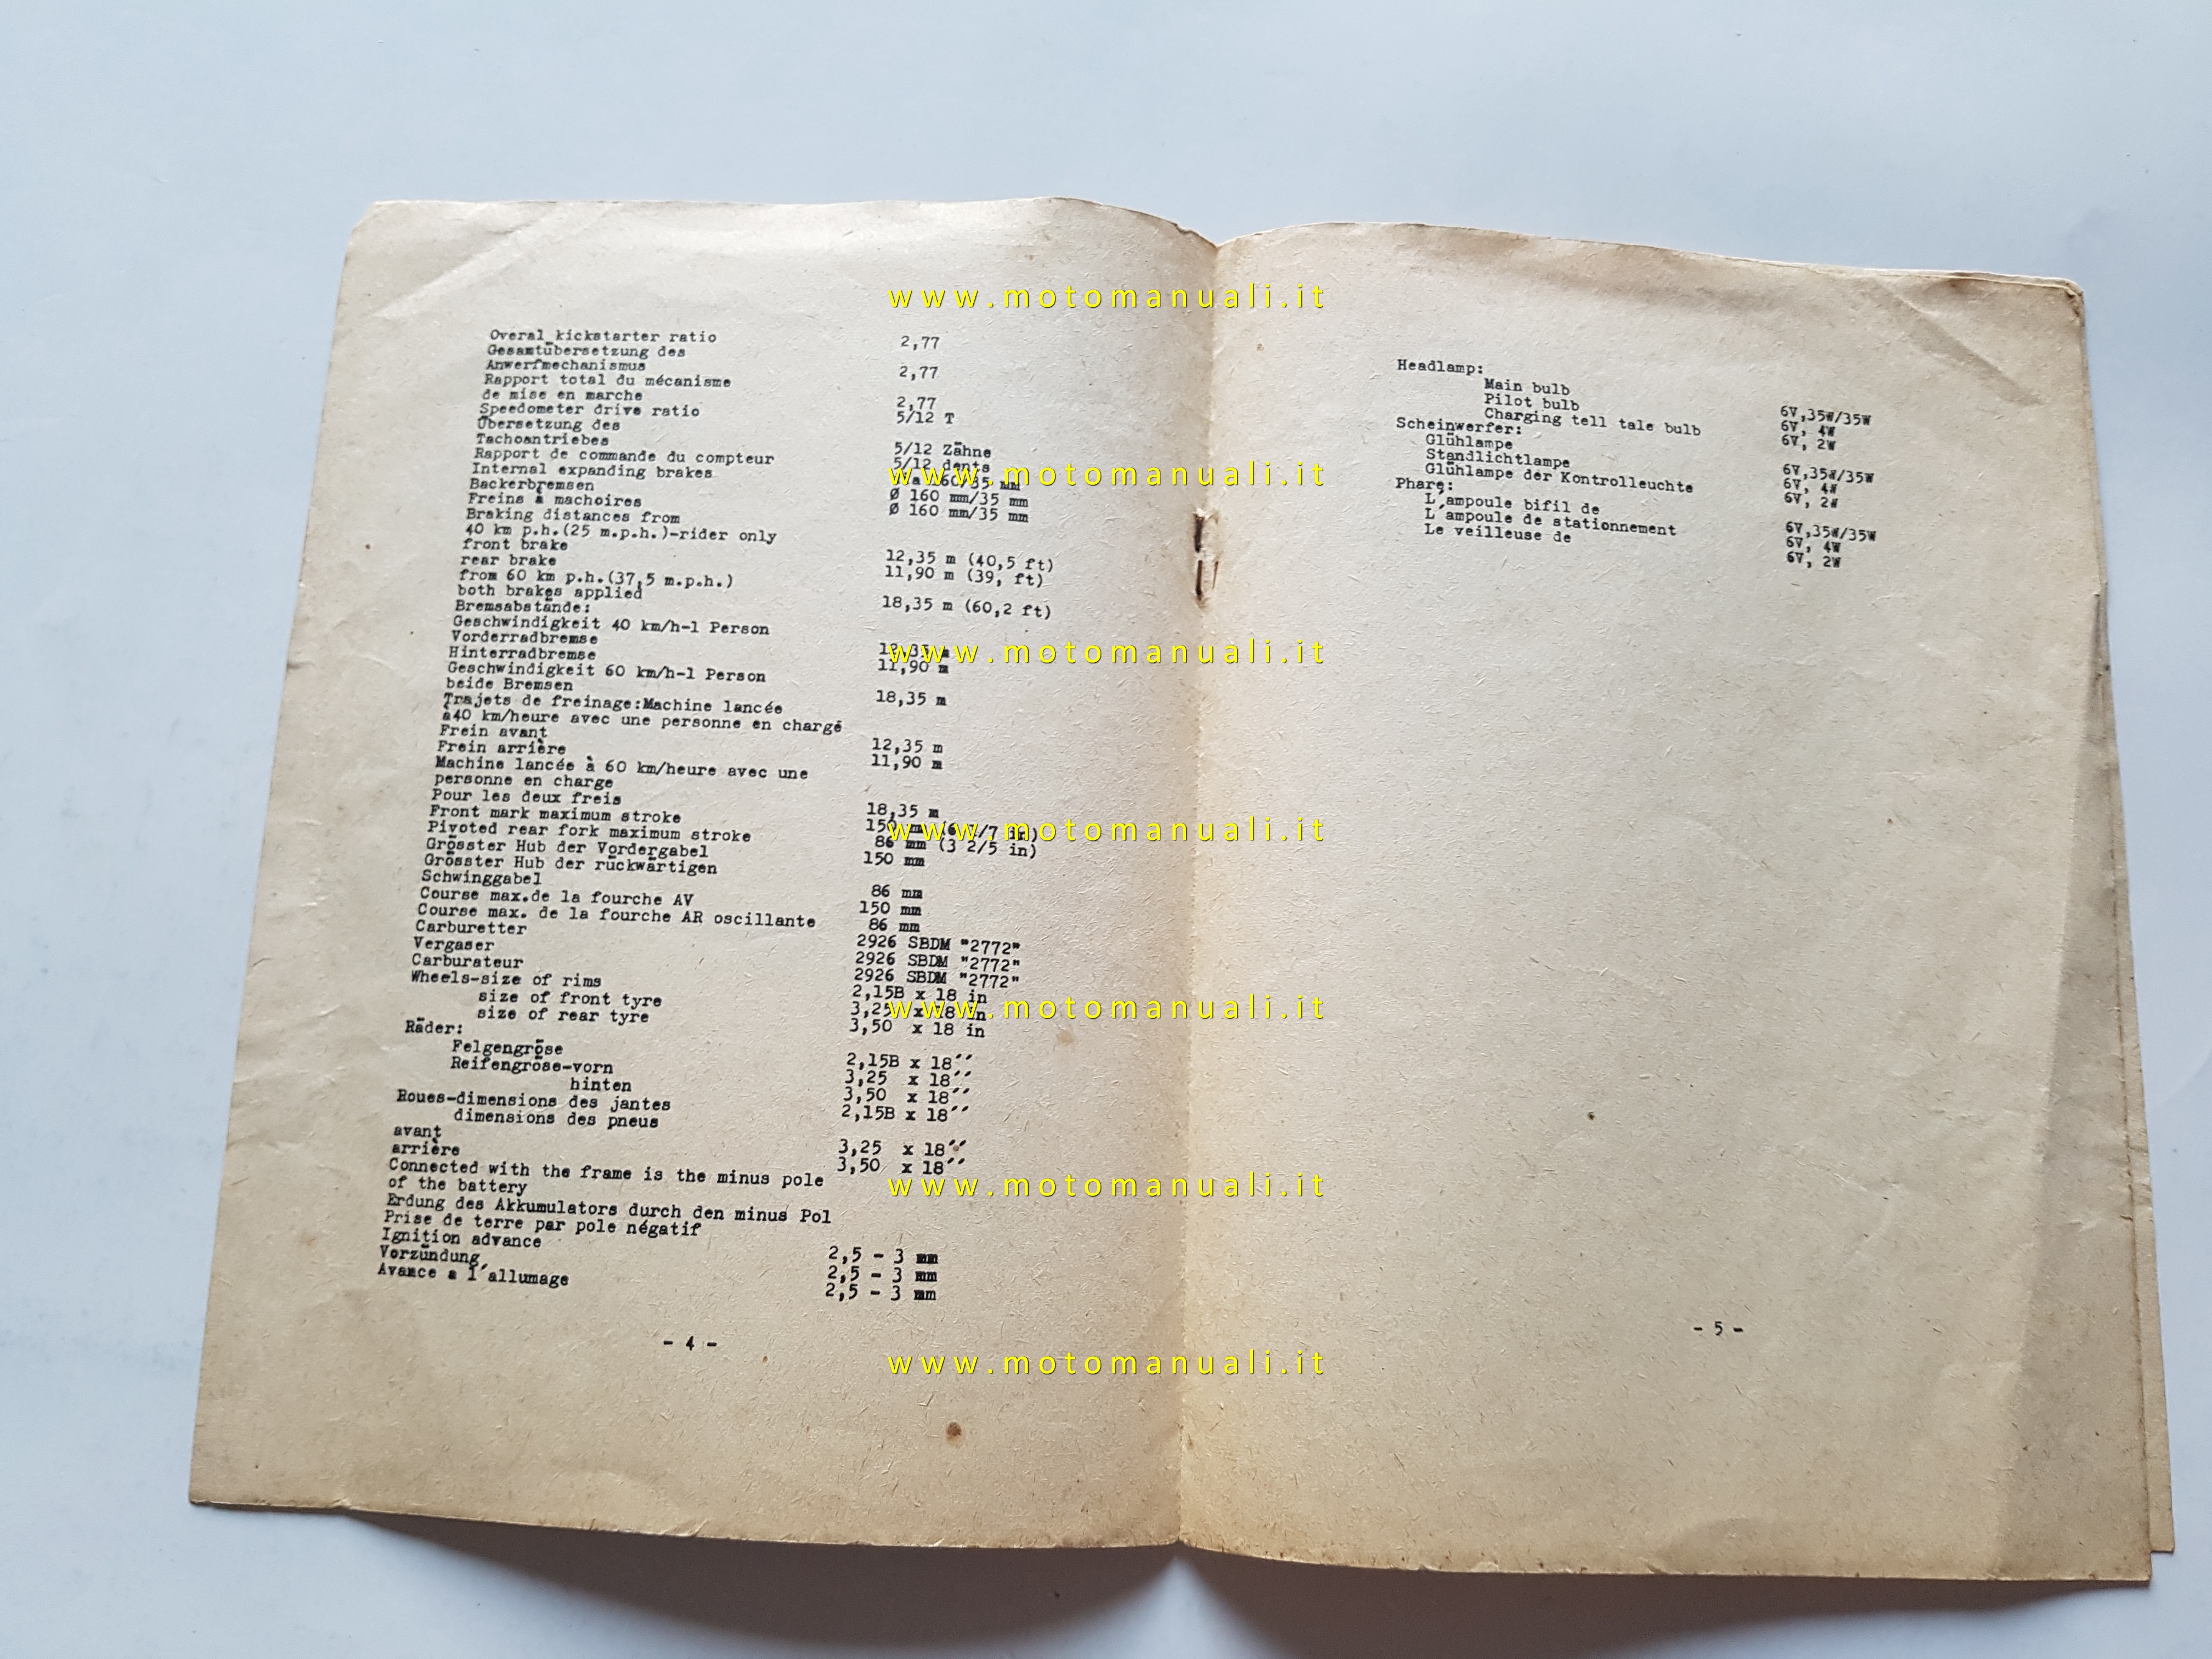 Overal kickstarter ratio 2,77
Gesamtübersetzung des
Anwerfmechanismus 2,77
Rapport total du mécanisme
de mise en marche 2,77
Speedometer drive ratio 5/12 T
Übersetzung des
Tachoantriebes 5/12 Zähne
Rapport de commande du compteur 5/12 dents
Internal expanding brakes 160/35 mm
Backerbremsen Ø 160 mm/35 mm
Freins à machoires Ø 160 mm/35 mm
Braking distances from
40 km p.h.(25 m.p.h.)-rider only
front brake 12,35 m (40,5 ft)
rear brake 11,90 m (39, ft)
from 60 km p.h.(37,5 m.p.h.)
both brakes applied 18,35 m (60,2 ft)
Bremsabstände:
Geschwindigkeit 40 km/h-1 Person
Vorderradbremse 12,35 m
Hinterradbremse 11,90 m
Geschwindigkeit 60 km/h-1 Person
beide Bremsen 18,35 m
Trajets de freinage:Machine lancée
à40 km/heure avec une personne en chargé
Frein avant 12,35 m
Frein arrière 11,90 m
Machine lancée à 60 km/heure avec une
personne en charge
Pour les deux freis 18,35 m
Front mark maximum stroke 150 mm
Pivoted rear fork maximum stroke 86 mm (3 2/5 in)
Grösster Hub der Vordergabel 150 mm
Grösster Hub der rückwärtigen
Schwinggabel 86 mm
Course max.de la fourche AV 150 mm
Course max. de la fourche AR oscillante 86 mm
Carburetter 2926 SBDM "2772"
Vergaser 2926 SBDM "2772"
Carburateur 2926 SBDM "2772"
Wheels-size of rims 2,15B x 18 in
size of front tyre 3,25 x 18 in
size of rear tyre 3,50 x 18 in
Räder:
Felgengröse 2,15B x 18´´
Reifengröse-vorn 3,25 x 18´´
hinten 3,50 x 18´´
Roues-dimensions des jantes 2,15B x 18´´
dimensions des pneus
avant 3,25 x 18´´
arrière 3,50 x 18´´
Connected with the frame is the minus pole
of the battery
Erdung des Akkumulators durch den minus Pol
Prise de terre par pole négatif
Ignition advance 2,5 - 3 mm
Vorzündung 2,5 - 3 mm
Avance a l´allumage 2,5 - 3 mm
- 4 -
Headlamp:
Main bulb 6V,35W/35W
Pilot bulb 6V, 4W
Charging tell tale bulb 6V, 2W
Scheinwerfer:
Glühlampe 6V,35W/35W
Standlichtlampe 6V, 4W
Glühlampe der Kontrolleuchte 6V, 2W
Phare:
L´ampoule bifil de 6V,35W/35W
L´ampoule de stationnement 6V, 4W
Le veilleuse de 6V, 2W
- 5 -
www.motomanuali.it
www.motomanuali.it
www.motomanuali.it
www.motomanuali.it
www.motomanuali.it
www.motomanuali.it
www.motomanuali.it